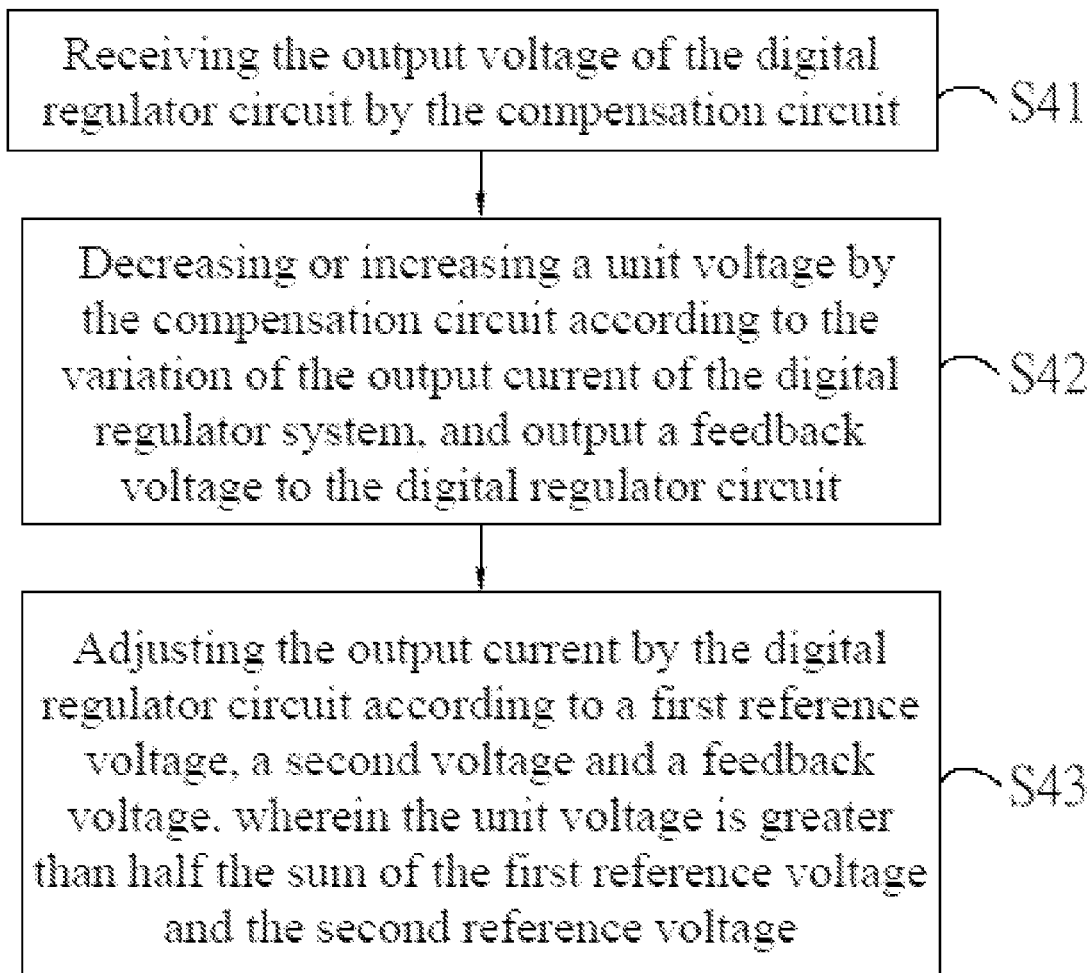 Receiving the output voltage of the digital
regulator circuit by the compensation circuit
S41
Decreasing or increasing a unit voltage by
the compensation circuit according to the
variation of the output current of the digital
regulator system, and output a feedback
voltage to the digital regulator circuit
S42
Adjusting the output current by the digital
regulator circuit according to a first reference
voltage, a second voltage and a feedback
voltage, wherein the unit voltage is greater
than half the sum of the first reference voltage
and the second reference voltage
S43